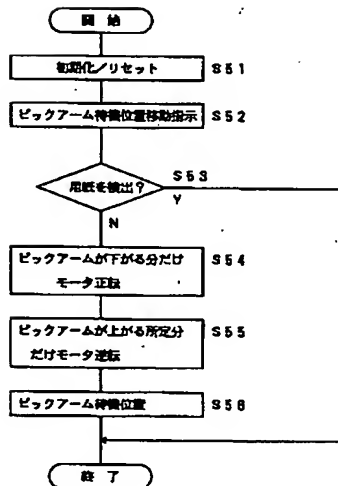 開 始
初期化/リセット
S51
ピックアーム待機位置移動指示
S52
用紙を検出?
S53
Y
N
ピックアームが下がる分だけ
モータ正転
S54
ピックアームが上がる所定分
だけモータ逆転
S55
ピックアーム待機位置
S56
終 了